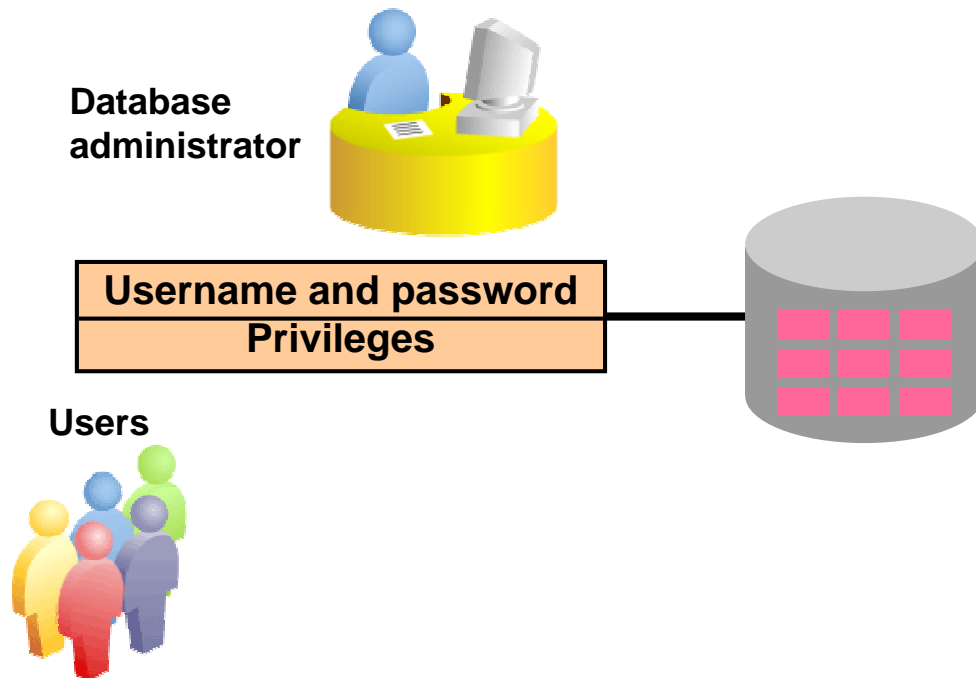 Database
administrator
Username and password
Privileges
Users